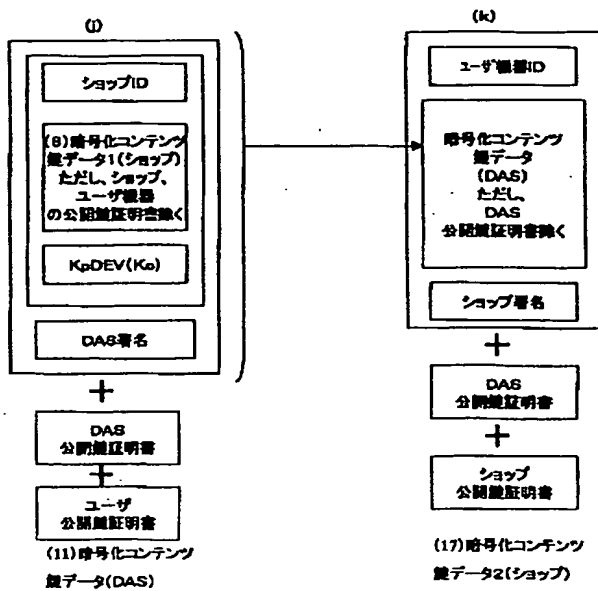 (j)
ショップID
(8)暗号化コンテンツ
鍵データ1(ショップ)
ただし、ショップ、
ユーザ機器
の公開鍵証明書除く
KpDEV(Kc)
DAS署名
+
DAS
公開鍵証明書
+
ユーザ
公開鍵証明書
(11)暗号化コンテンツ
鍵データ(DAS)
(k)
ユーザ機器ID
暗号化コンテンツ
鍵データ
(DAS)
ただし、
DAS
公開鍵証明書除く
ショップ署名
+
DAS
公開鍵証明書
+
ショップ
公開鍵証明書
(17)暗号化コンテンツ
鍵データ2(ショップ)